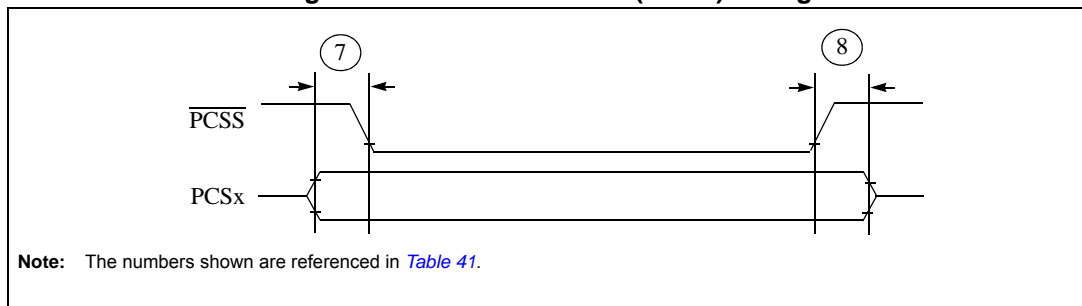 7
8
PCSS
PCSx
Note: The numbers shown are referenced in Table 41.